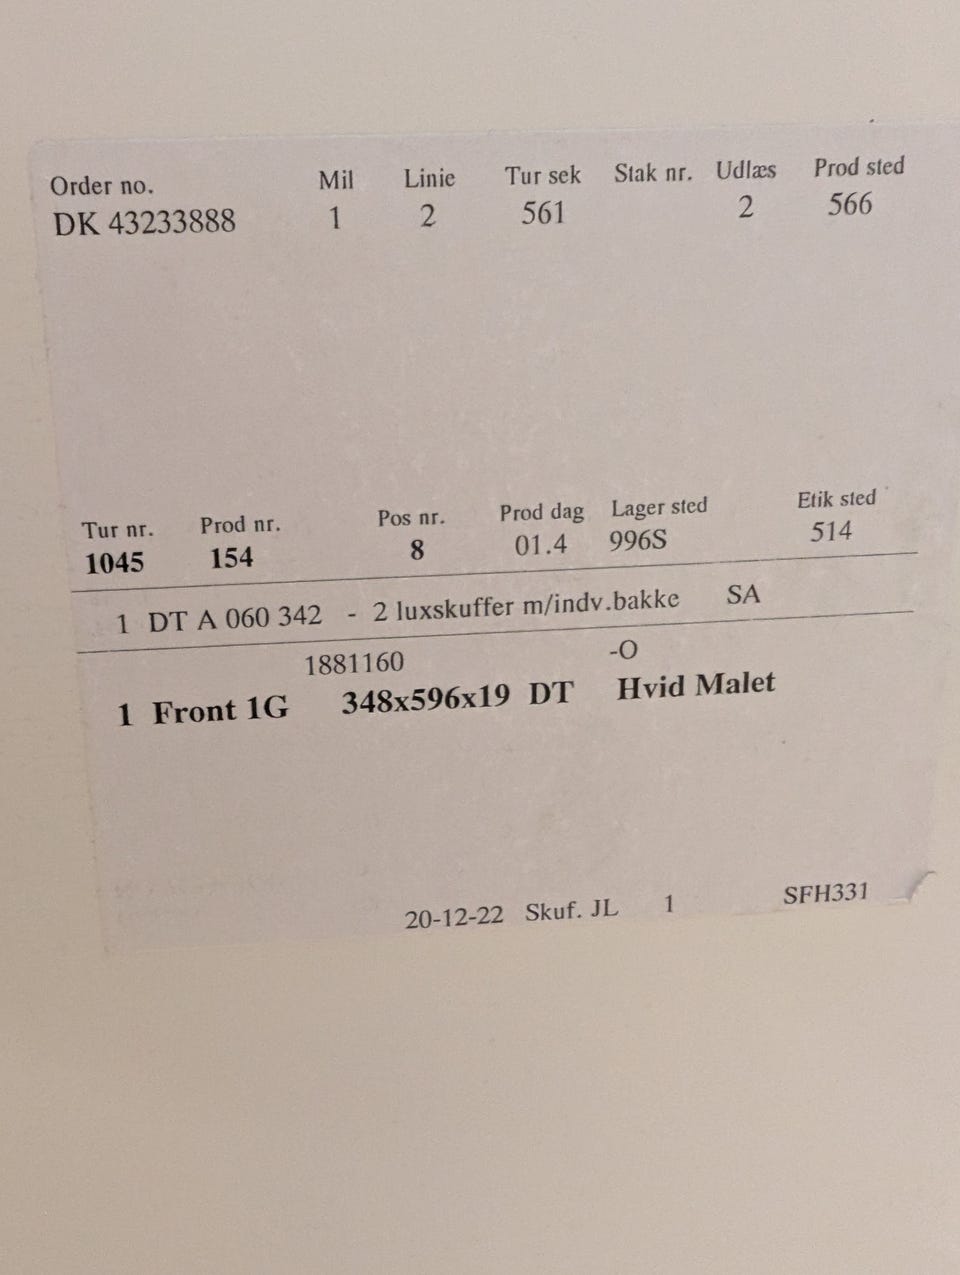 Order no. Mil Linie Tur sek Stak nr. Udlæs Prod sted
DK 43233888 1 2 561 2 566
Tur nr. Prod nr. Pos nr. Prod dag Lager sted Etik sted
1045 154 8 01.4 996S 514
1 DT A 060 342 - 2 luxskuffer m/indv.bakke SA
1881160 -O
1 Front 1G 348x596x19 DT Hvid Malet
20-12-22 Skuf. JL 1 SFH331